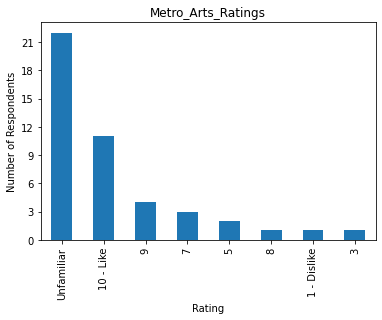 Metro_Arts_Ratings
Number of Respondents
21
18
15
12
9
6
3
0
Unfamiliar
10 - Like
9
7
5
8
1 - Dislike
3
Rating